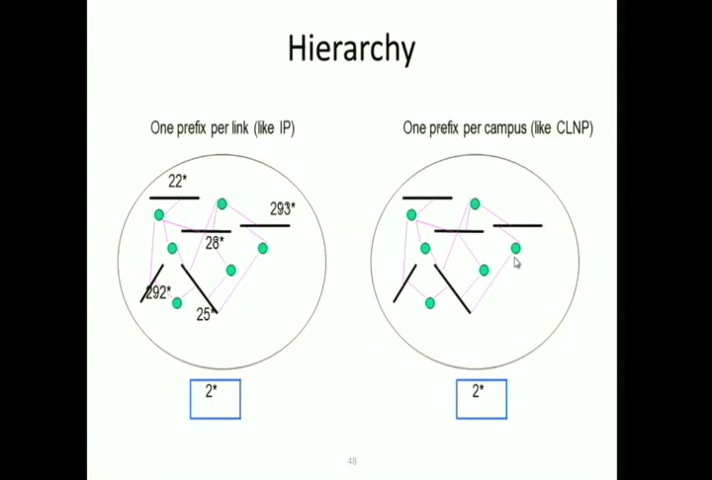 Hierarchy
One prefix per link (like IP)
One prefix per campus (like CLNP)
22*
293*
28*
292*
25*
2*
2*
48